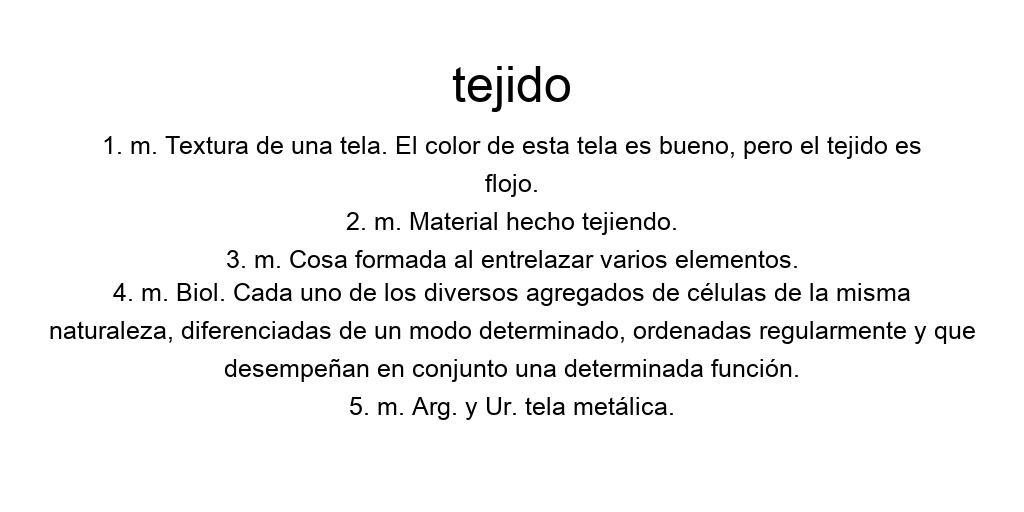 tejido
1. m. Textura de una tela. El color de esta tela es bueno, pero el tejido es
flojo.
2. m. Material hecho tejiendo.
3. m. Cosa formada al entrelazar varios elementos.
4. m. Biol. Cada uno de los diversos agregados de células de la misma
naturaleza, diferenciadas de un modo determinado, ordenadas regularmente y que
desempeñan en conjunto una determinada función.
5. m. Arg. y Ur. tela metálica.